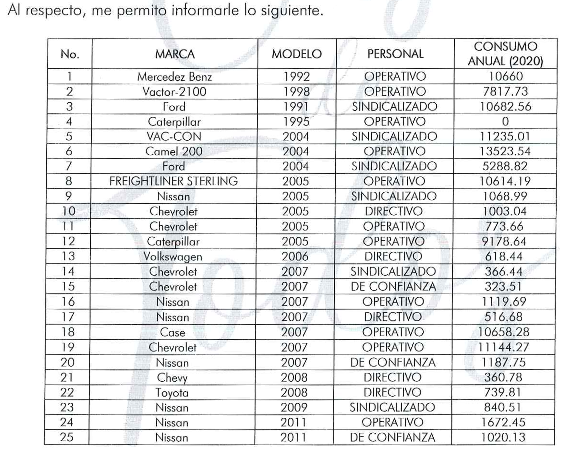 Al respecto, me permito informarle lo siguiente.
No. MARCA MODELO PERSONAL CONSUMO ANUAL (2020)
1 Mercedez Benz 1992 OPERATIVO 10660
2 Vactor-2100 1998 OPERATIVO 7817.73
3 Ford 1991 SINDICALIZADO 10682.56
4 Caterpillar 1995 OPERATIVO 0
5 VAC-CON 2004 SINDICALIZADO 11235.01
6 Camel 200 2004 OPERATIVO 13523.54
7 Ford 2004 SINDICALIZADO 5288.82
8 FREIGHTLINER STERLING 2005 OPERATIVO 10614.19
9 Nissan 2005 SINDICALIZADO 1068.99
10 Chevrolet 2005 DIRECTIVO 1003.04
11 Chevrolet 2005 OPERATIVO 773.66
12 Caterpillar 2005 OPERATIVO 9178.64
13 Volkswagen 2006 DIRECTIVO 618.44
14 Chevrolet 2007 SINDICALIZADO 366.44
15 Chevrolet 2007 DE CONFIANZA 323.51
16 Nissan 2007 OPERATIVO 1119.69
17 Nissan 2007 DIRECTIVO 516.68
18 Case 2007 OPERATIVO 10658.28
19 Chevrolet 2007 OPERATIVO 11144.27
20 Nissan 2007 DE CONFIANZA 1187.75
21 Chevy 2008 DIRECTIVO 360.78
22 Toyota 2008 DIRECTIVO 739.81
23 Nissan 2009 SINDICALIZADO 840.51
24 Nissan 2011 OPERATIVO 1672.45
25 Nissan 2011 DE CONFIANZA 1020.13